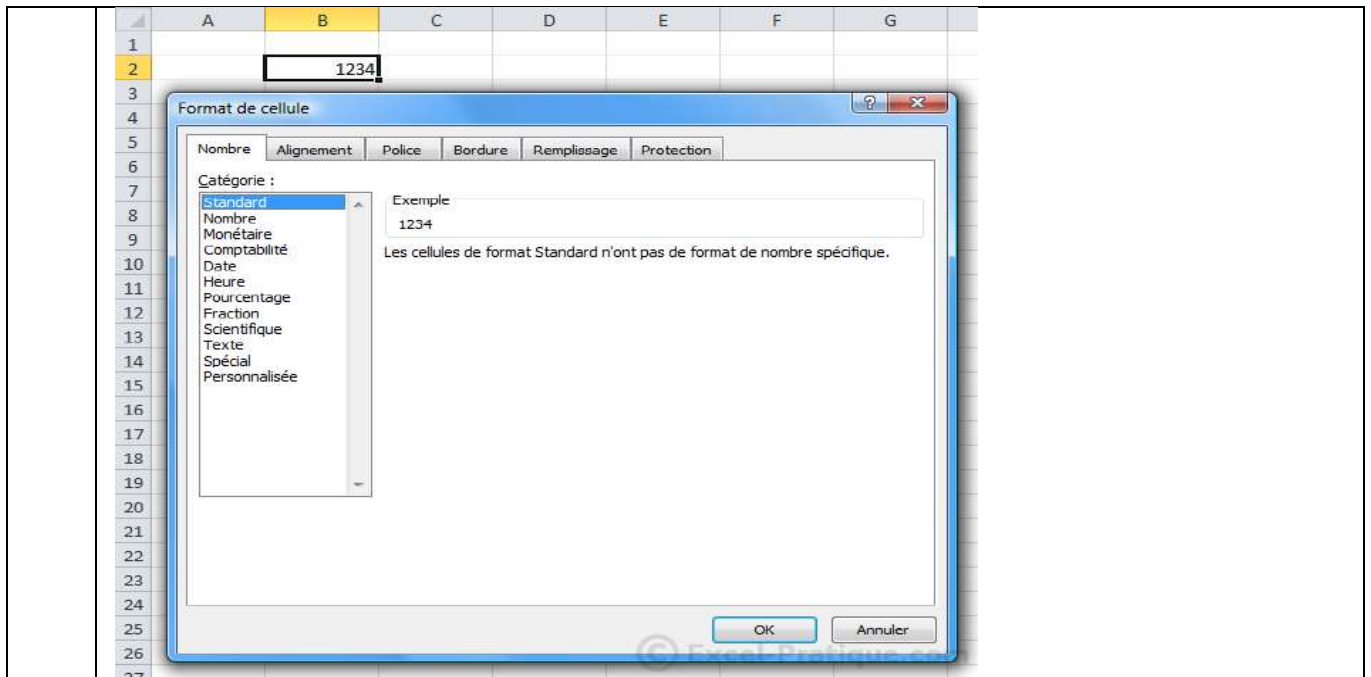 A B C D E F G
1
2 1234
3
Format de cellule
4
5
Nombre Alignement Police Bordure Remplissage Protection
6
Catégorie :
7
Standard
Exemple
8
Nombre
1234
Monétaire
9
Comptabilité
Les cellules de format Standard n'ont pas de format de nombre spécifique.
10
Date
Heure
11
Pourcentage
12
Fraction
Scientifique
13
Texte
14
Spécial
Personnalisée
15
16
17
18
19
20
21
22
23
24
25
OK Annuler
26
© Excel-Pratique.com
27